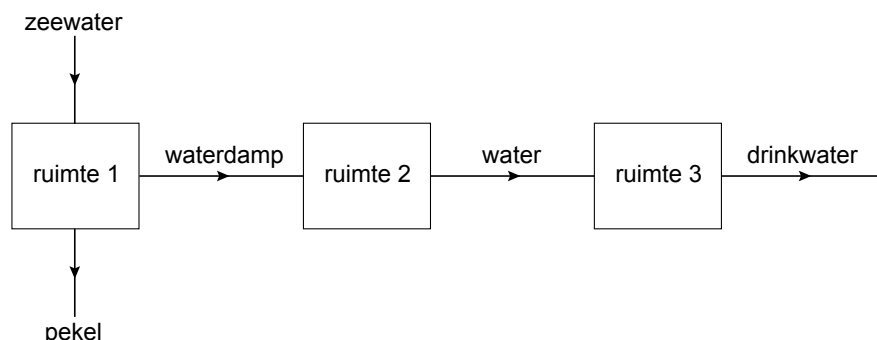 zeewater
ruimte 1
waterdamp
ruimte 2
water
ruimte 3
drinkwater
pekel